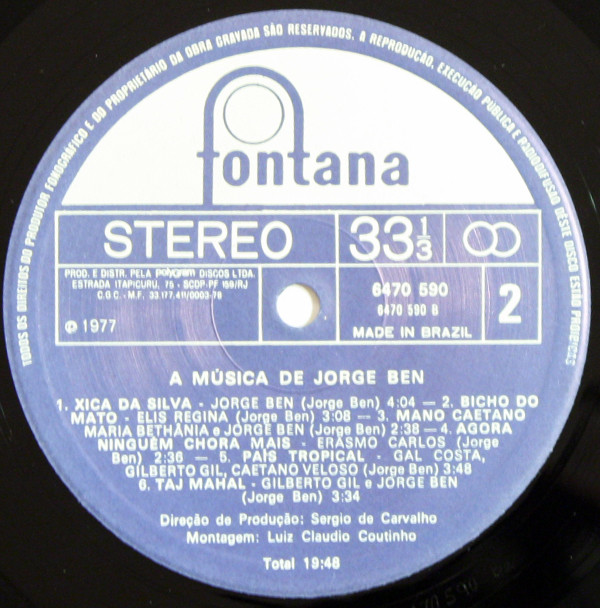 TODOS OS DIREITOS DO PRODUTOR FONOGRÁFICO E DO PROPRIETÁRIO DA OBRA GRAVADA SÃO RESERVADOS. A REPRODUÇÃO, EXECUÇÃO PÚBLICA E RADIODIFUSÃO DÊSTE DISCO ESTÃO PROIBIDAS
fontana
STEREO
33 1/3
PROD. E DISTR. PELA polygram DISCOS LTDA.
ESTRADA ITAPICURU, 75 - SCDP-PF 159/RJ
C.G.C. - M.F. 33.177.411/0003-78
℗ 1977
6470 590
6470 590 B
MADE IN BRAZIL
2
A MÚSICA DE JORGE BEN
1. XICA DA SILVA - JORGE BEN (Jorge Ben) 4:04 — 2. BICHO DO
MATO - ELIS REGINA (Jorge Ben) 3:08 — 3. MANO CAETANO
MARIA BETHÂNIA e JORGE BEN (Jorge Ben) 2:38 — 4. AGORA
NINGUÉM CHORA MAIS - ERASMO CARLOS (Jorge
Ben) 2:36 — 5. PAÍS TROPICAL - GAL COSTA,
GILBERTO GIL, CAETANO VELOSO (Jorge Ben) 3:48
6. TAJ MAHAL - GILBERTO GIL e JORGE BEN
(Jorge Ben) 3:34
Direção de Produção: Sergio de Carvalho
Montagem: Luiz Claudio Coutinho
Total 19:48